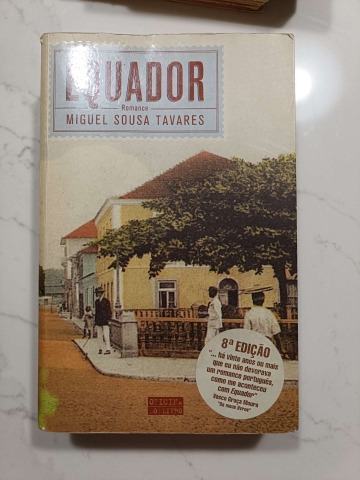 EQUADOR
Romance
MIGUEL SOUSA TAVARES
8ª EDIÇÃO
"... há vinte anos ou mais
que eu não devorava
um romance português,
como me aconteceu
com Equador"
Vasco Graça Moura
OFICINA
DO LIVRO